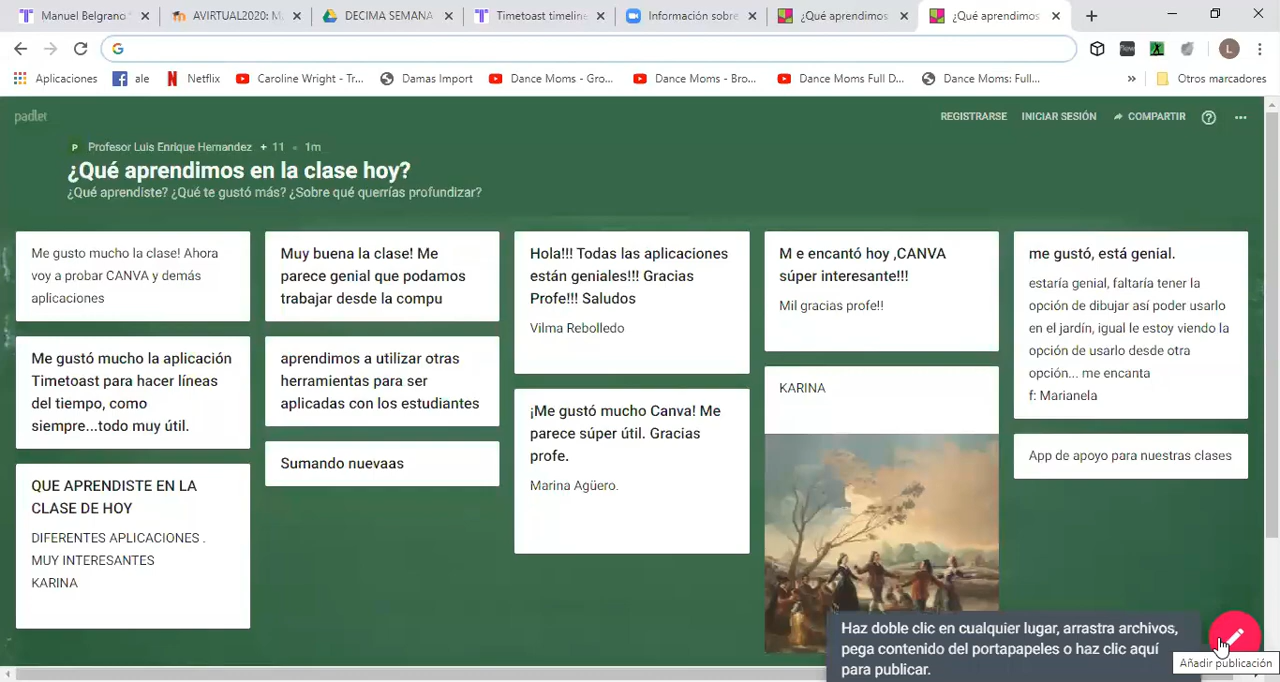 Manuel Belgrano
AVIRTUAL2020: M
DECIMA SEMANA
Timetoast timeline
Información sobre
¿Qué aprendimos
¿Qué aprendimos
Aplicaciones
ale
Netflix
Caroline Wright - Tr...
Damas Import
Dance Moms - Gro...
Dance Moms - Bro...
Dance Moms Full D...
Dance Moms: Full...
»
Otros marcadores
L
padlet
REGISTRARSE
INICIAR SESIÓN
COMPARTIR
P Profesor Luis Enrique Hernandez + 11 • 1m
¿Qué aprendimos en la clase hoy?
¿Qué aprendiste? ¿Qué te gustó más? ¿Sobre qué querrías profundizar?
Me gusto mucho la clase! Ahora
voy a probar CANVA y demás
aplicaciones
Me gustó mucho la aplicación
Timetoast para hacer líneas
del tiempo, como
siempre...todo muy útil.
QUE APRENDISTE EN LA
CLASE DE HOY
DIFERENTES APLICACIONES .
MUY INTERESANTES
KARINA
Muy buena la clase! Me
parece genial que podamos
trabajar desde la compu
aprendimos a utilizar otras
herramientas para ser
aplicadas con los estudiantes
Sumando nuevaas
Hola!!! Todas las aplicaciones
están geniales!!! Gracias
Profe!!! Saludos
Vilma Rebolledo
¡Me gustó mucho Canva! Me
parece súper útil. Gracias
profe.
Marina Agüero.
M e encantó hoy ,CANVA
súper interesante!!!
Mil gracias profe!!
KARINA
me gustó, está genial.
estaría genial, faltaría tener la
opción de dibujar así poder usarlo
en el jardín, igual le estoy viendo la
opción de usarlo desde otra
opción... me encanta
f: Marianela
App de apoyo para nuestras clases
Haz doble clic en cualquier lugar, arrastra archivos,
pega contenido del portapapeles o haz clic aquí
para publicar.
Añadir publicación